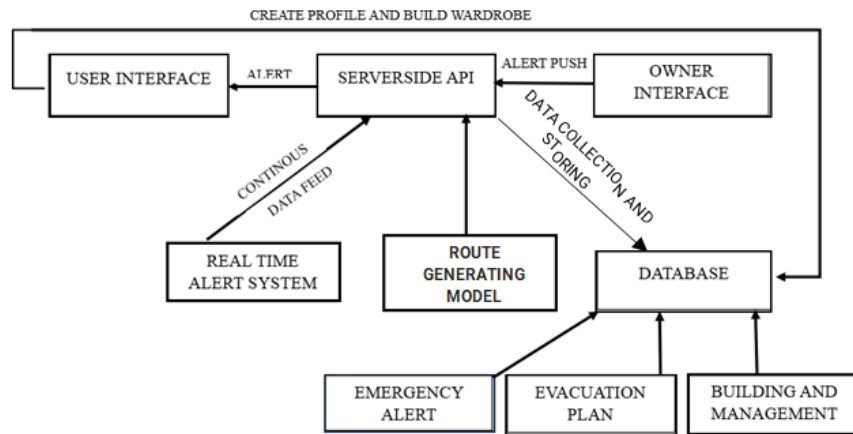 CREATE PROFILE AND BUILD WARDROBE
USER INTERFACE
ALERT
SERVERSIDE API
ALERT PUSH
OWNER
INTERFACE
CONTINOUS
DATA FEED
DATA COLLECTION AND
STORING
REAL TIME
ALERT SYSTEM
ROUTE
GENERATING
MODEL
DATABASE
EMERGENCY
ALERT
EVACUATION
PLAN
BUILDING AND
MANAGEMENT